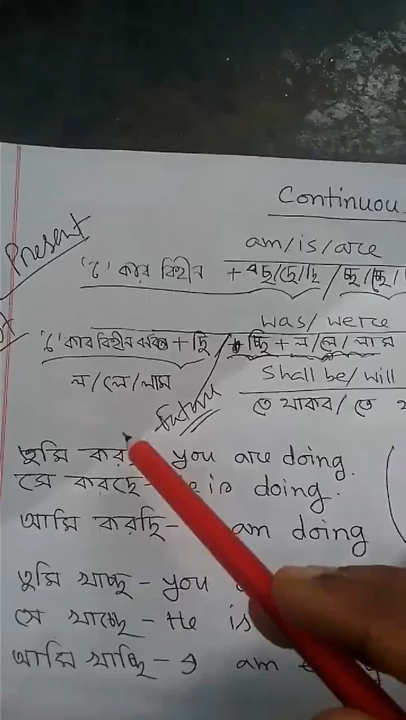 Continuou
Present
am/is/are
'ে' কার বিহীন + ছ/ছে/ছি / চ্ছ/চ্ছে/
was/were
'ে' কার বিহীন + ছি / চ্ছি + ল/লে/লাম
ল/লে/লাম
Shall be/will
Future
তে থাকব/তে থ
তুমি করছ you are doing.
সে করছে - He is doing.
আমি করছি - am doing
তুমি খাচ্ছ - you
সে খাচ্ছে - He is
আমি খাচ্ছি - I am